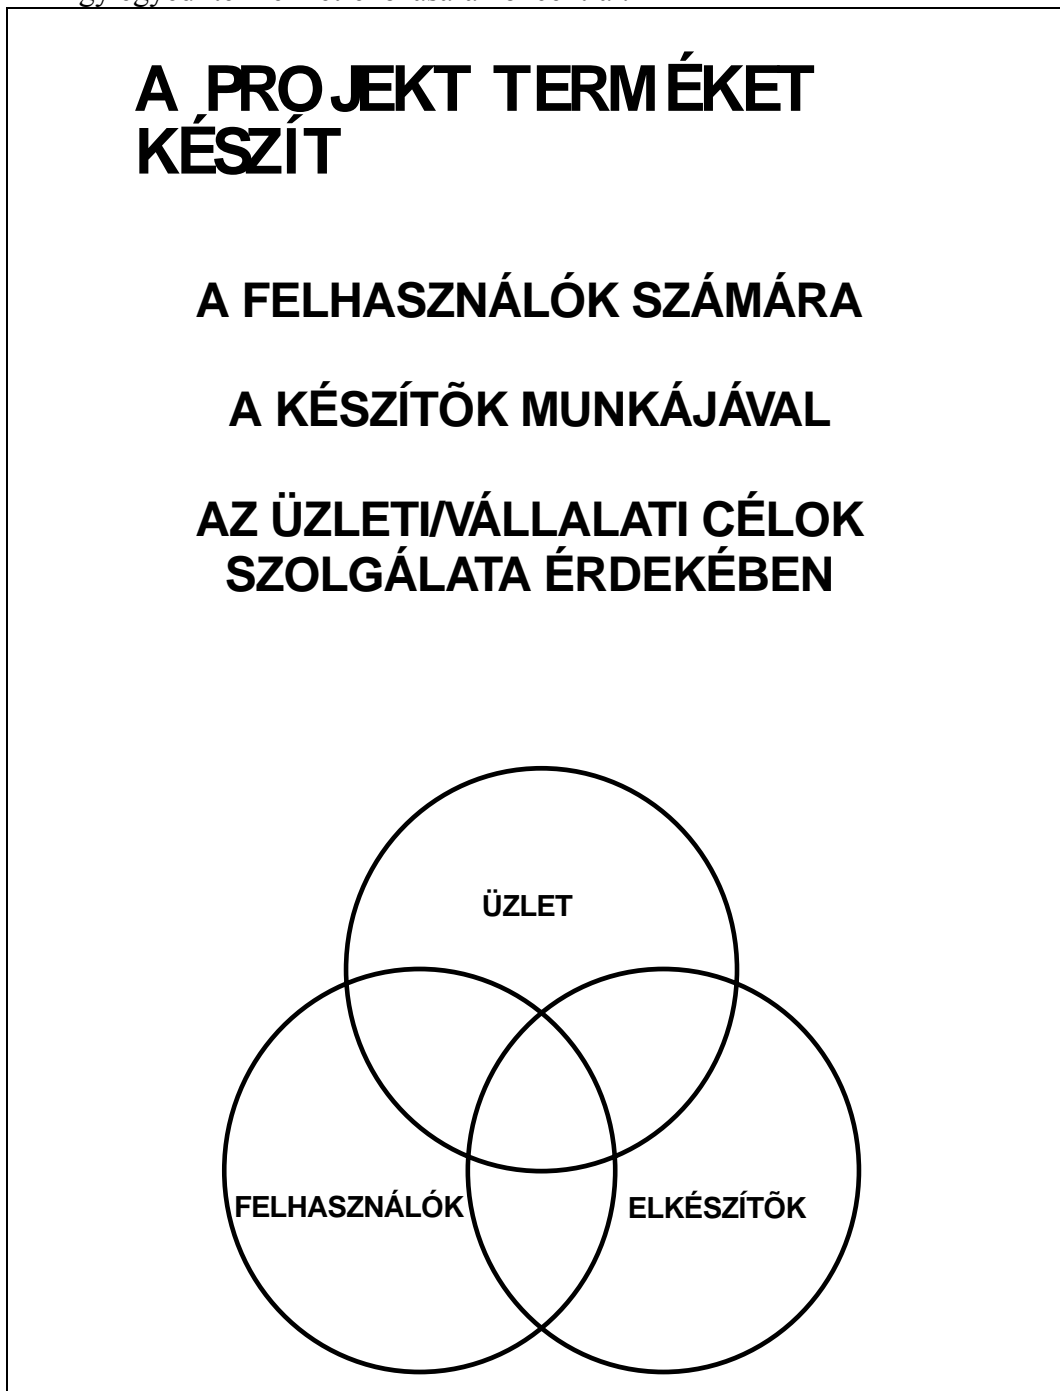 A PROJEKT TERMÉKET
KÉSZÍT
A FELHASZNÁLÓK SZÁMÁRA
A KÉSZÍTÕK MUNKÁJÁVAL
AZ ÜZLETI/VÁLLALATI CÉLOK
SZOLGÁLATA ÉRDEKÉBEN
ÜZLET
FELHASZNÁLÓK
ELKÉSZÍTÕK